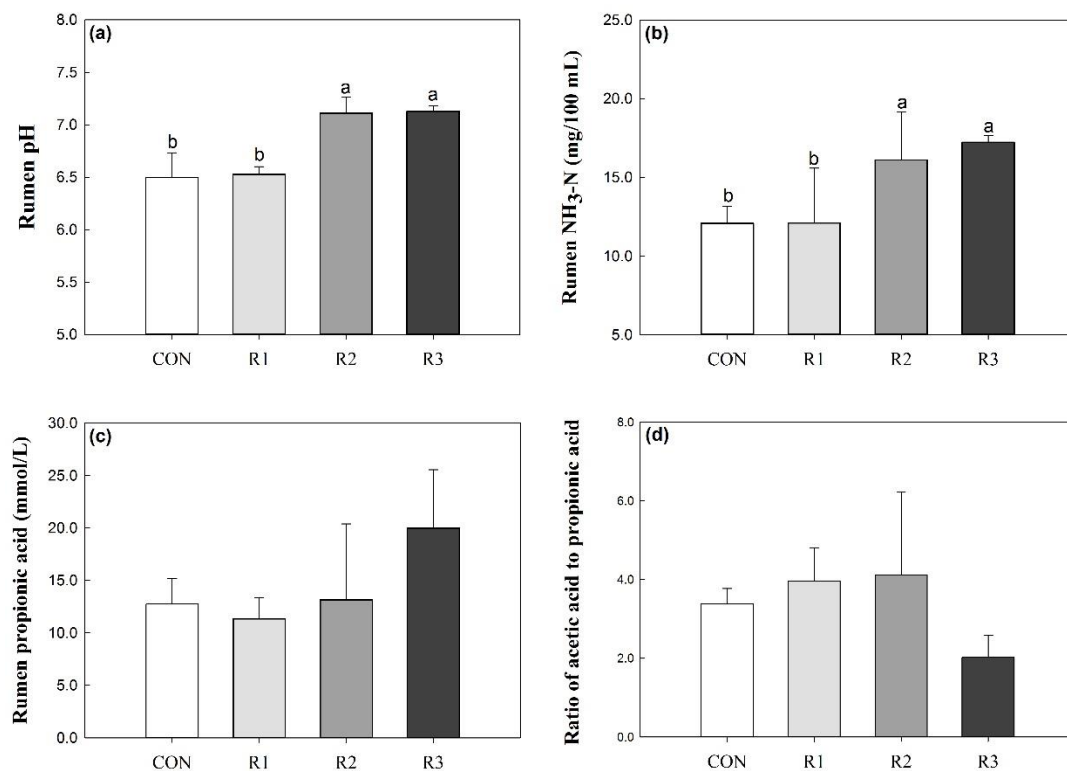 (a)
Rumen pH
8.0
7.5
7.0
6.5
6.0
5.5
5.0
b
b
a
a
CON R1 R2 R3
(b)
Rumen NH3-N (mg/100 mL)
25.0
20.0
15.0
10.0
5.0
b
b
a
a
CON R1 R2 R3
(c)
Rumen propionic acid (mmol/L)
30.0
25.0
20.0
15.0
10.0
5.0
0.0
CON R1 R2 R3
(d)
Ratio of acetic acid to propionic acid
8.0
6.0
4.0
2.0
0.0
CON R1 R2 R3